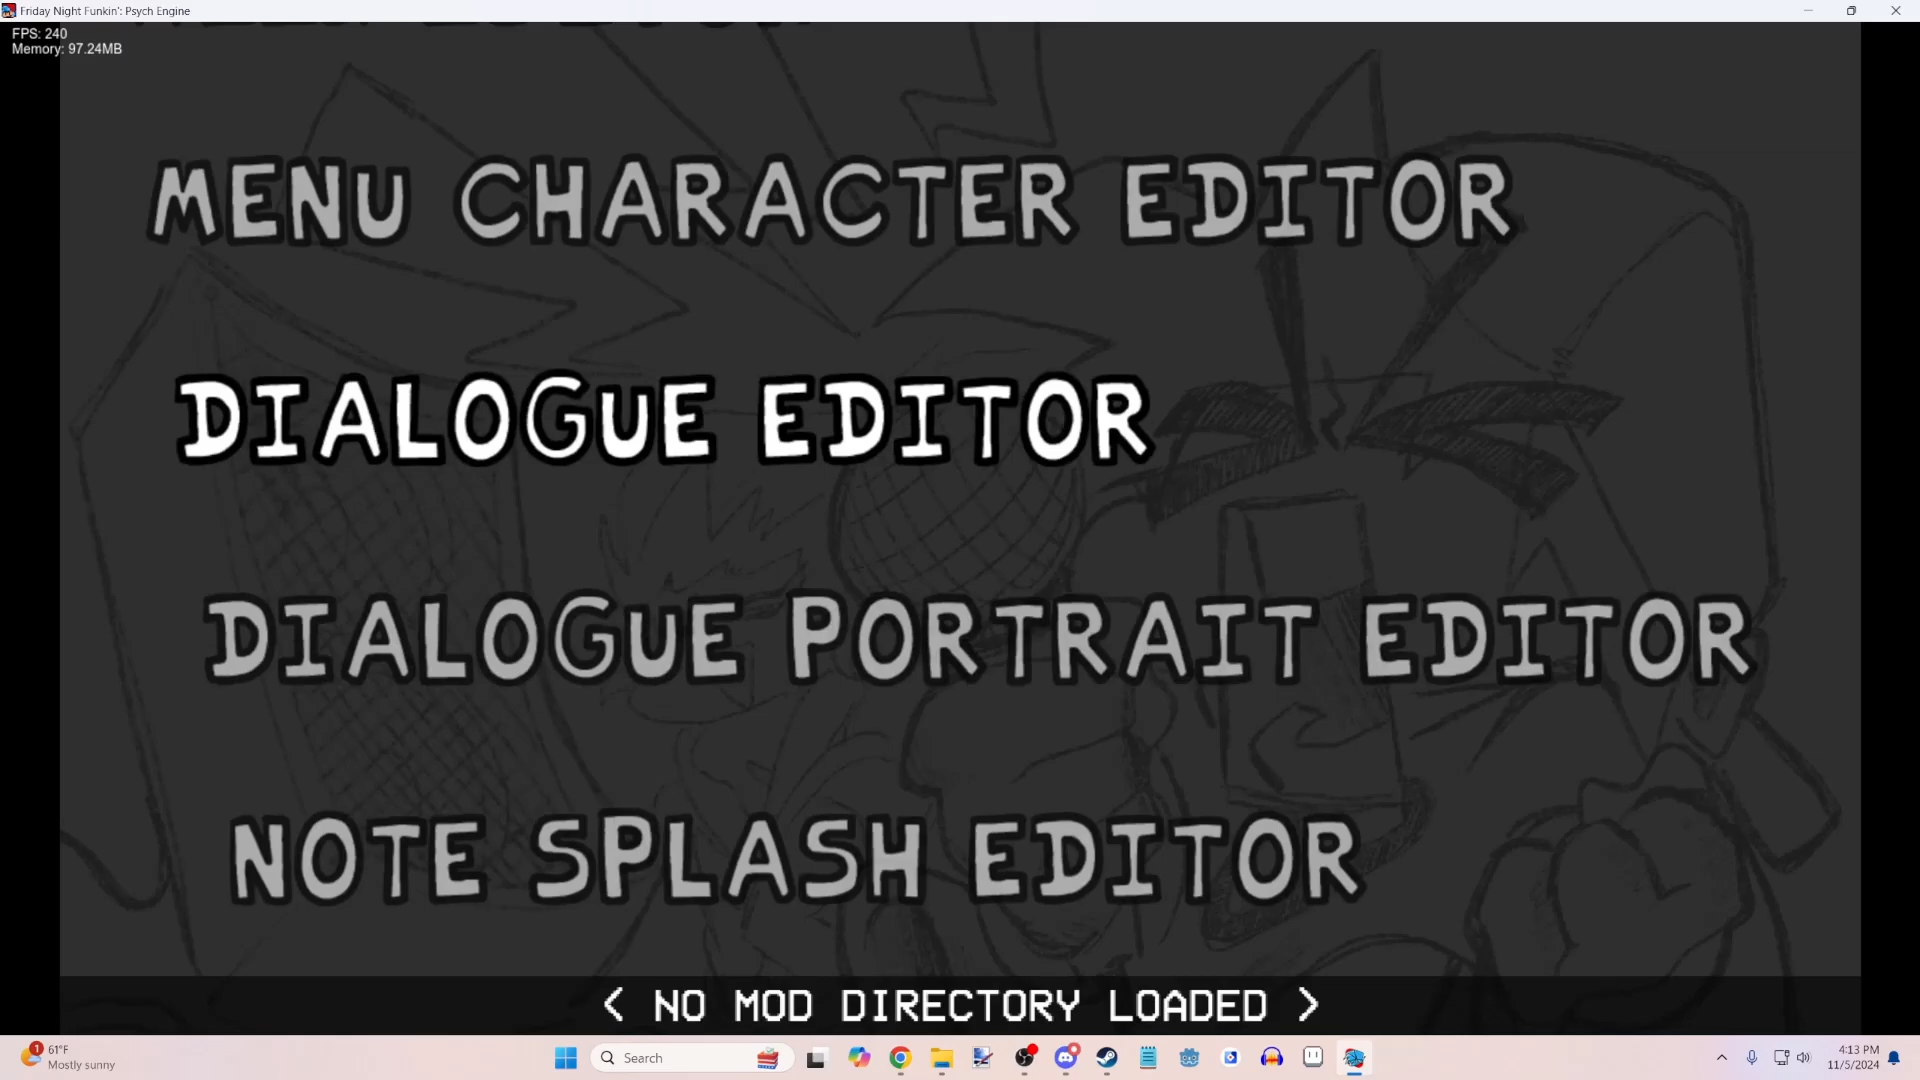 Friday Night Funkin': Psych Engine
FPS: 240
Memory: 97.24MB
MENU CHARACTER EDITOR
DIALOGUE EDITOR
DIALOGUE PORTRAIT EDITOR
NOTE SPLASH EDITOR
< NO MOD DIRECTORY LOADED >
1
61°F
Mostly sunny
Search
4:13 PM
11/5/2024